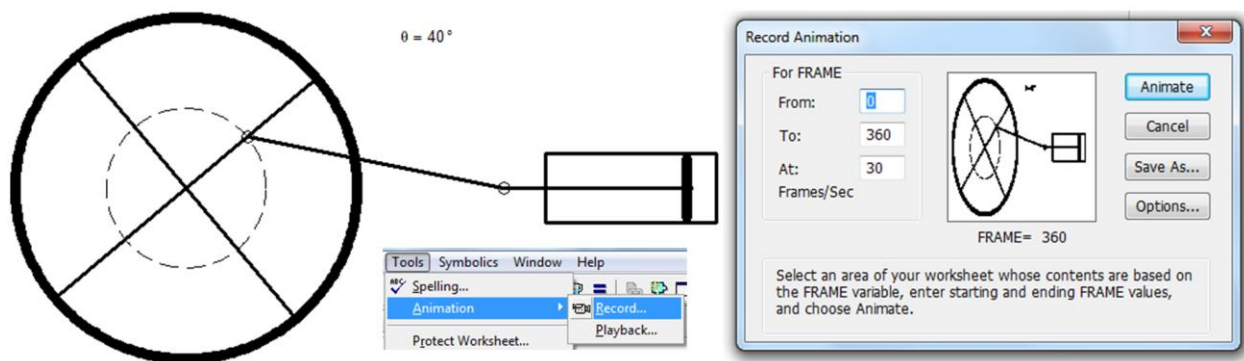 θ = 40°
Tools Symbolics Window Help
ABC Spelling...
Animation
Record...
Playback...
Protect Worksheet...
Record Animation
For FRAME
From: 0
To: 360
At: 30
Frames/Sec
FRAME= 360
Animate
Cancel
Save As...
Options...
Select an area of your worksheet whose contents are based on
the FRAME variable, enter starting and ending FRAME values,
and choose Animate.